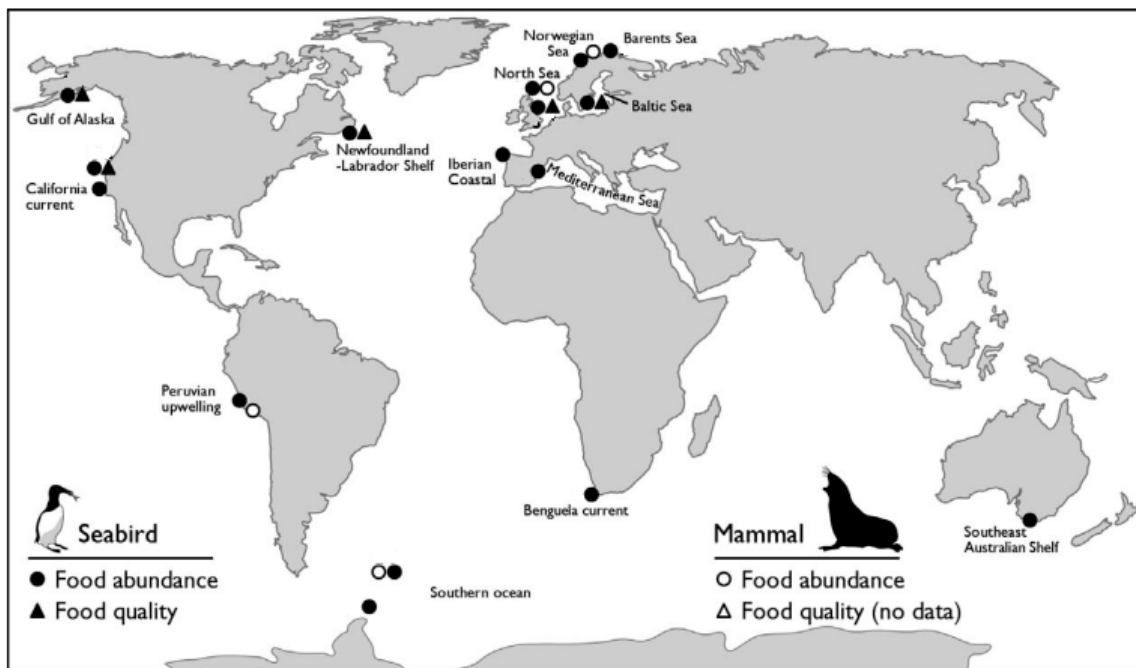 Norwegian
Sea
Barents Sea
North Sea
Baltic Sea
Gulf of Alaska
Newfoundland
-Labrador Shelf
Iberian
Coastal
Mediterranean Sea
California
current
Peruvian
upwelling
Benguela current
Southeast
Australian Shelf
Southern ocean
Seabird
Food abundance
Food quality
Mammal
Food abundance
Food quality (no data)